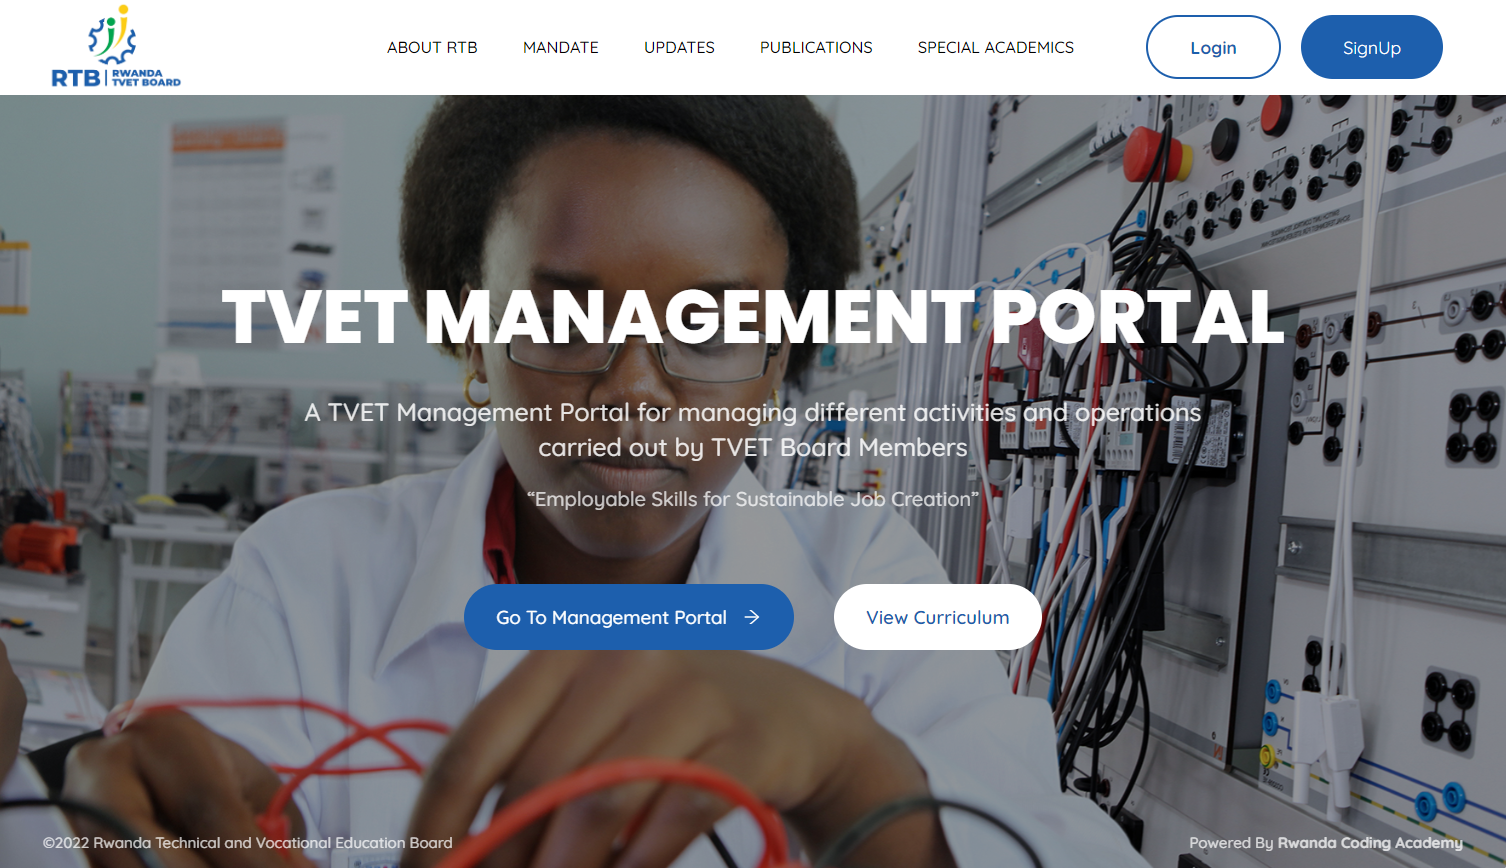 RTB
RWANDA
TVET BOARD
ABOUT RTB
MANDATE
UPDATES
PUBLICATIONS
SPECIAL ACADEMICS
Login
SignUp
TVET MANAGEMENT PORTAL
A TVET Management Portal for managing different activities and operations
carried out by TVET Board Members
“Employable Skills for Sustainable Job Creation”
Go To Management Portal →
View Curriculum
©2022 Rwanda Technical and Vocational Education Board
Powered By Rwanda Coding Academy